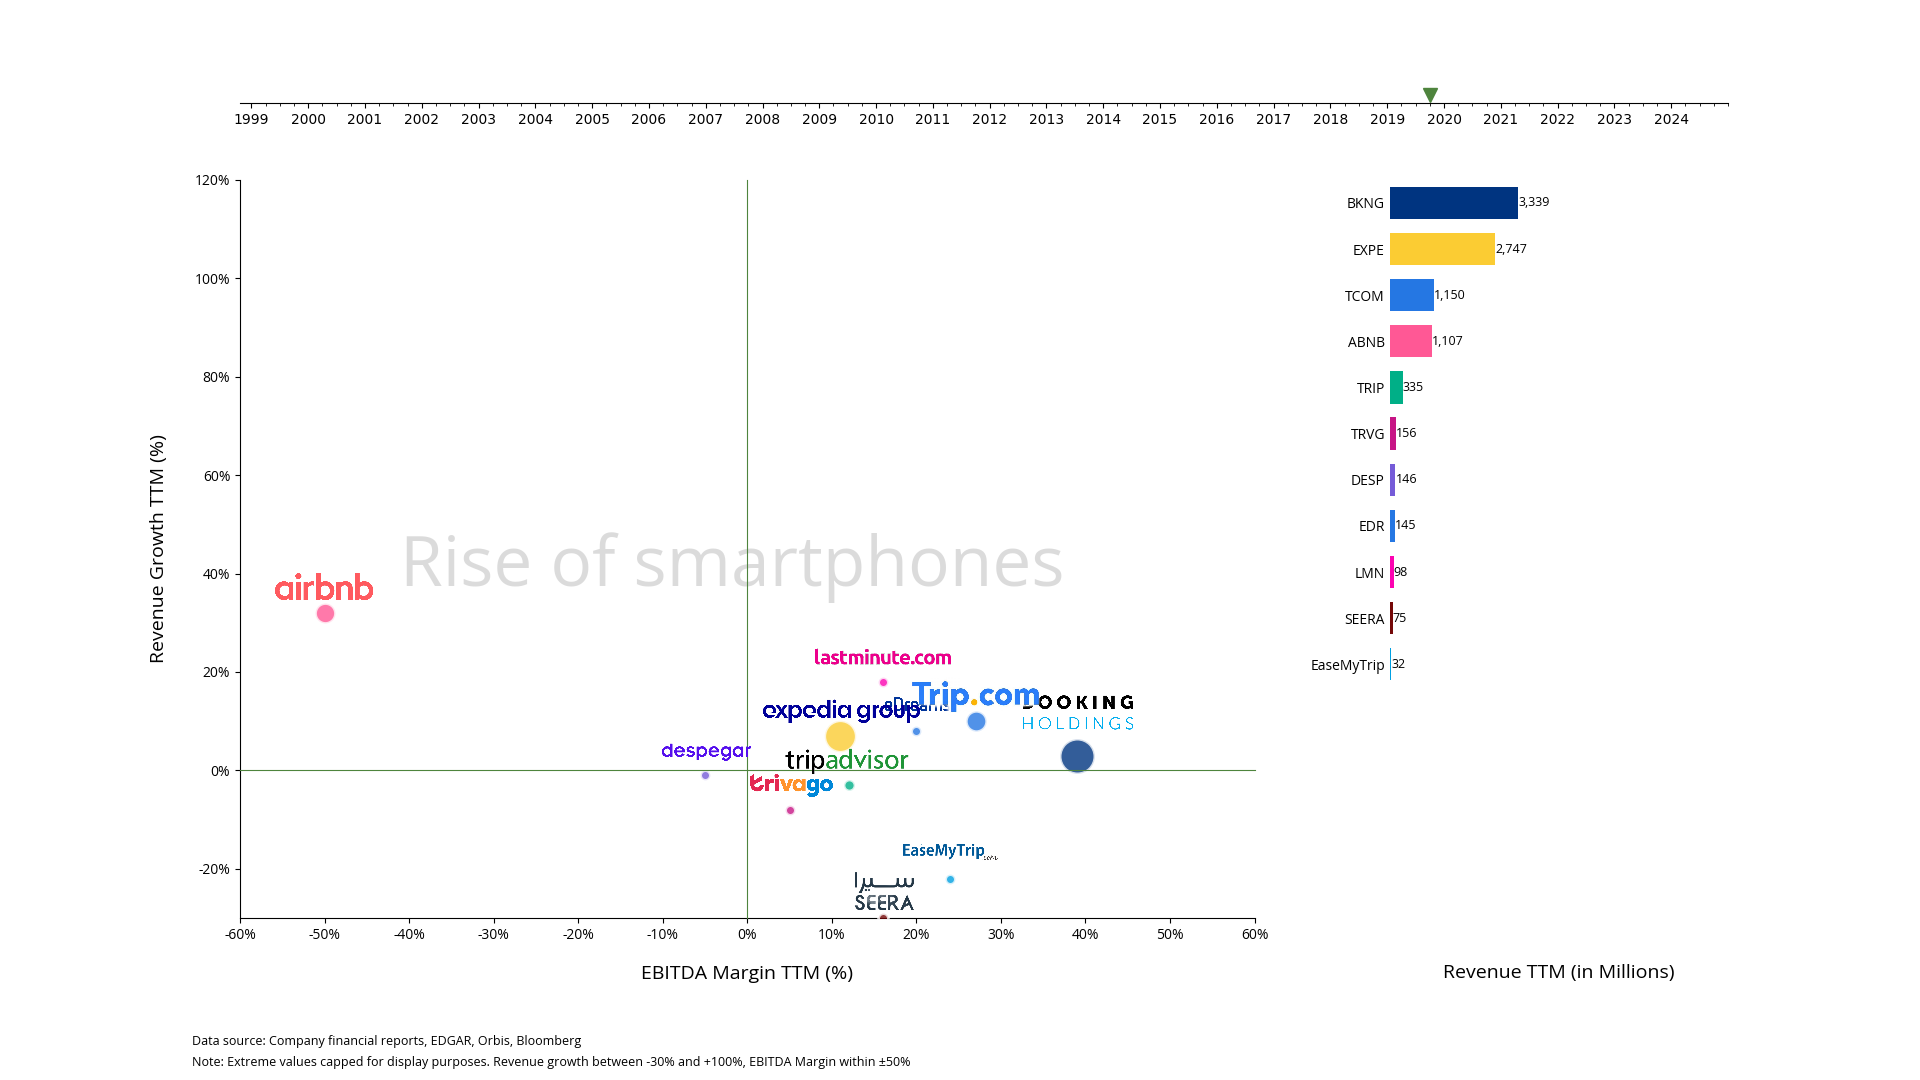 1999 2000 2001 2002 2003 2004 2005 2006 2007 2008 2009 2010 2011 2012 2013 2014 2015 2016 2017 2018 2019 2020 2021 2022 2023 2024
120%
100%
80%
60%
40%
20%
0%
-20%
Revenue Growth TTM (%)
Rise of smartphones
airbnb
lastminute.com
Trip.com
eDreams
expedia group
BOOKING
HOLDINGS
despegar
tripadvisor
trivago
EaseMyTrip
سيرا
SEERA
-60% -50% -40% -30% -20% -10% 0% 10% 20% 30% 40% 50% 60%
EBITDA Margin TTM (%)
BKNG 3,339
EXPE 2,747
TCOM 1,150
ABNB 1,107
TRIP 335
TRVG 156
DESP 146
EDR 145
LMN 98
SEERA 75
EaseMyTrip 32
Revenue TTM (in Millions)
Data source: Company financial reports, EDGAR, Orbis, Bloomberg
Note: Extreme values capped for display purposes. Revenue growth between -30% and +100%, EBITDA Margin within ±50%